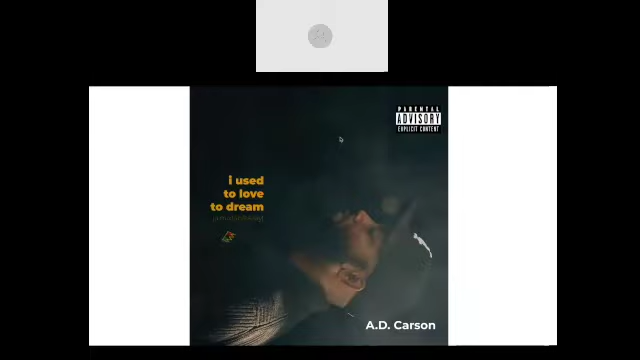 PARENTAL
ADVISORY
EXPLICIT CONTENT
i used
to love
to dream
A.D. Carson